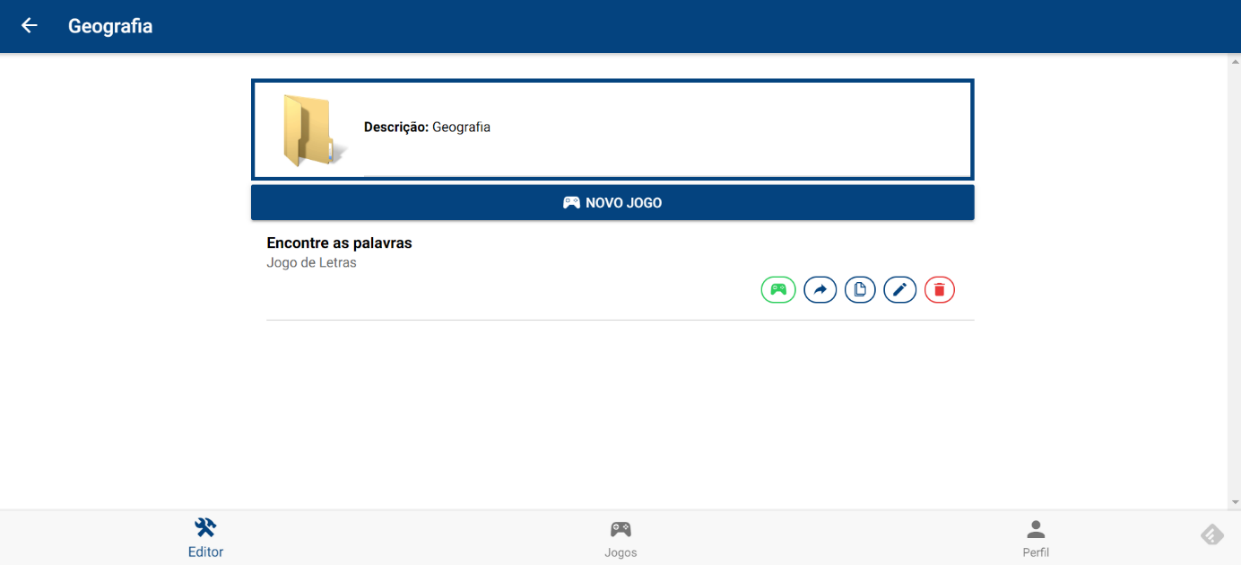 Geografia
Descrição: Geografia
NOVO JOGO
Encontre as palavras
Jogo de Letras
Editor
Jogos
Perfil